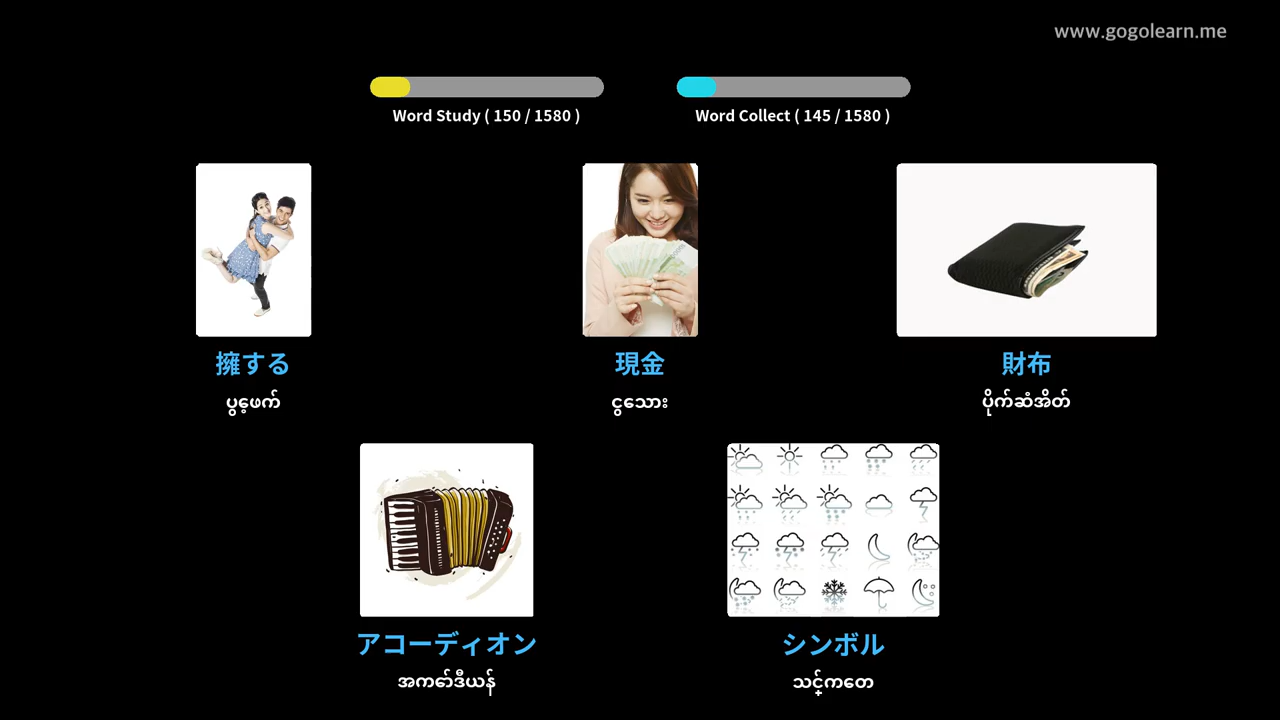 www.gogolearn.me
Word Study ( 150 / 1580 )
Word Collect ( 145 / 1580 )
擁する
現金
財布
ပွေ့ဖက်
ငွေသား
ပိုက်ဆံအိတ်
アコーディオン
シンボル
အကော်ဒီယန်
သင်္ကေတ